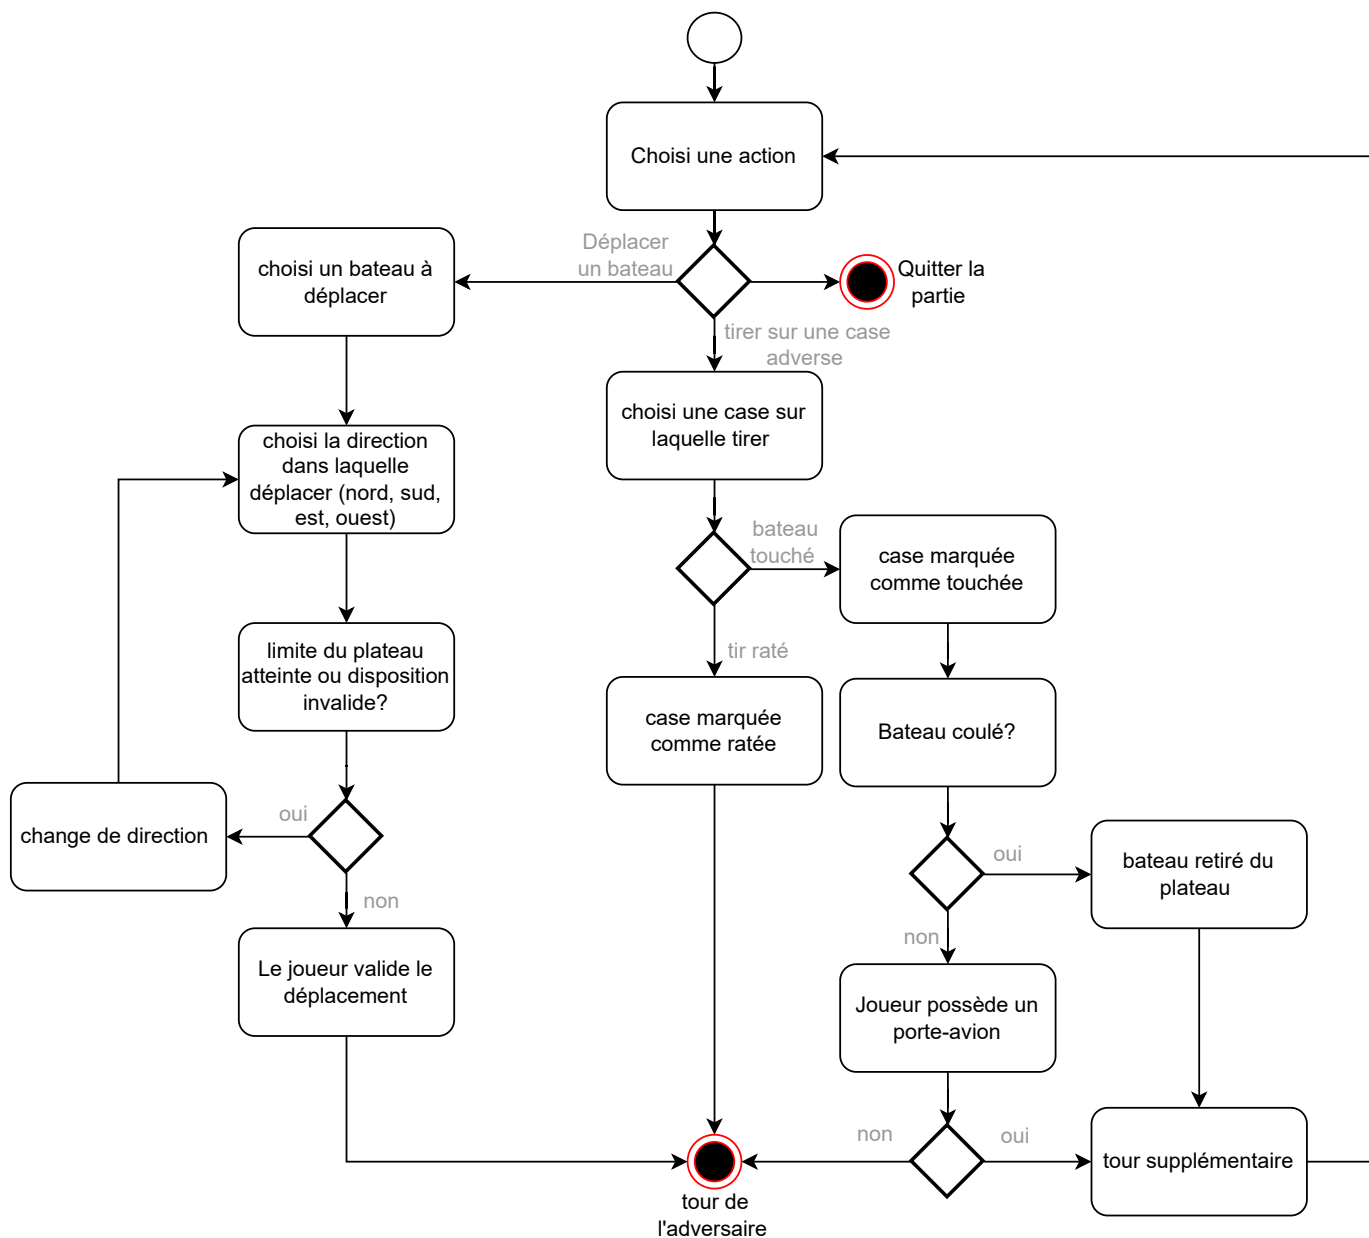 Choisi une action
Déplacer
un bateau
choisi un bateau à
déplacer
Quitter la
partie
tirer sur une case
adverse
choisi une case sur
laquelle tirer
choisi la direction
dans laquelle
déplacer (nord, sud,
est, ouest)
bateau
touché
case marquée
comme touchée
tir raté
limite du plateau
atteinte ou disposition
invalide?
case marquée
comme ratée
Bateau coulé?
oui
change de direction
non
oui
bateau retiré du
plateau
non
Le joueur valide le
déplacement
Joueur possède un
porte-avion
non
oui
tour supplémentaire
tour de
l'adversaire